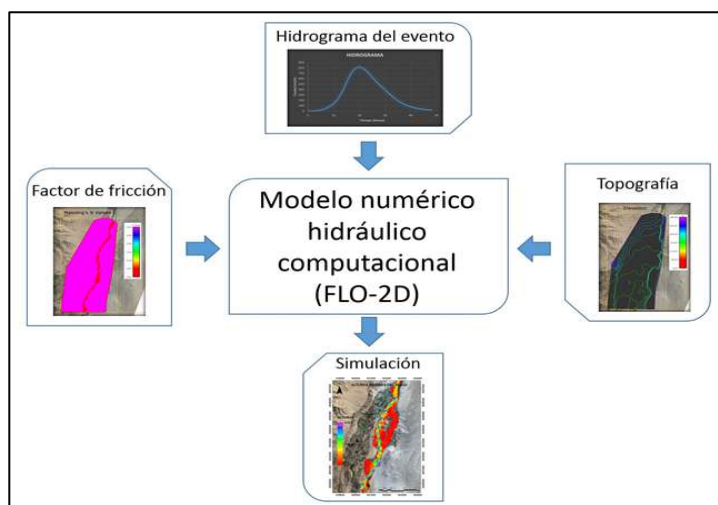 Hidrograma del evento
HIDROGRAMA
Factor de fricción
Modelo numérico
hidráulico
computacional
(FLO-2D)
Topografía
Simulación